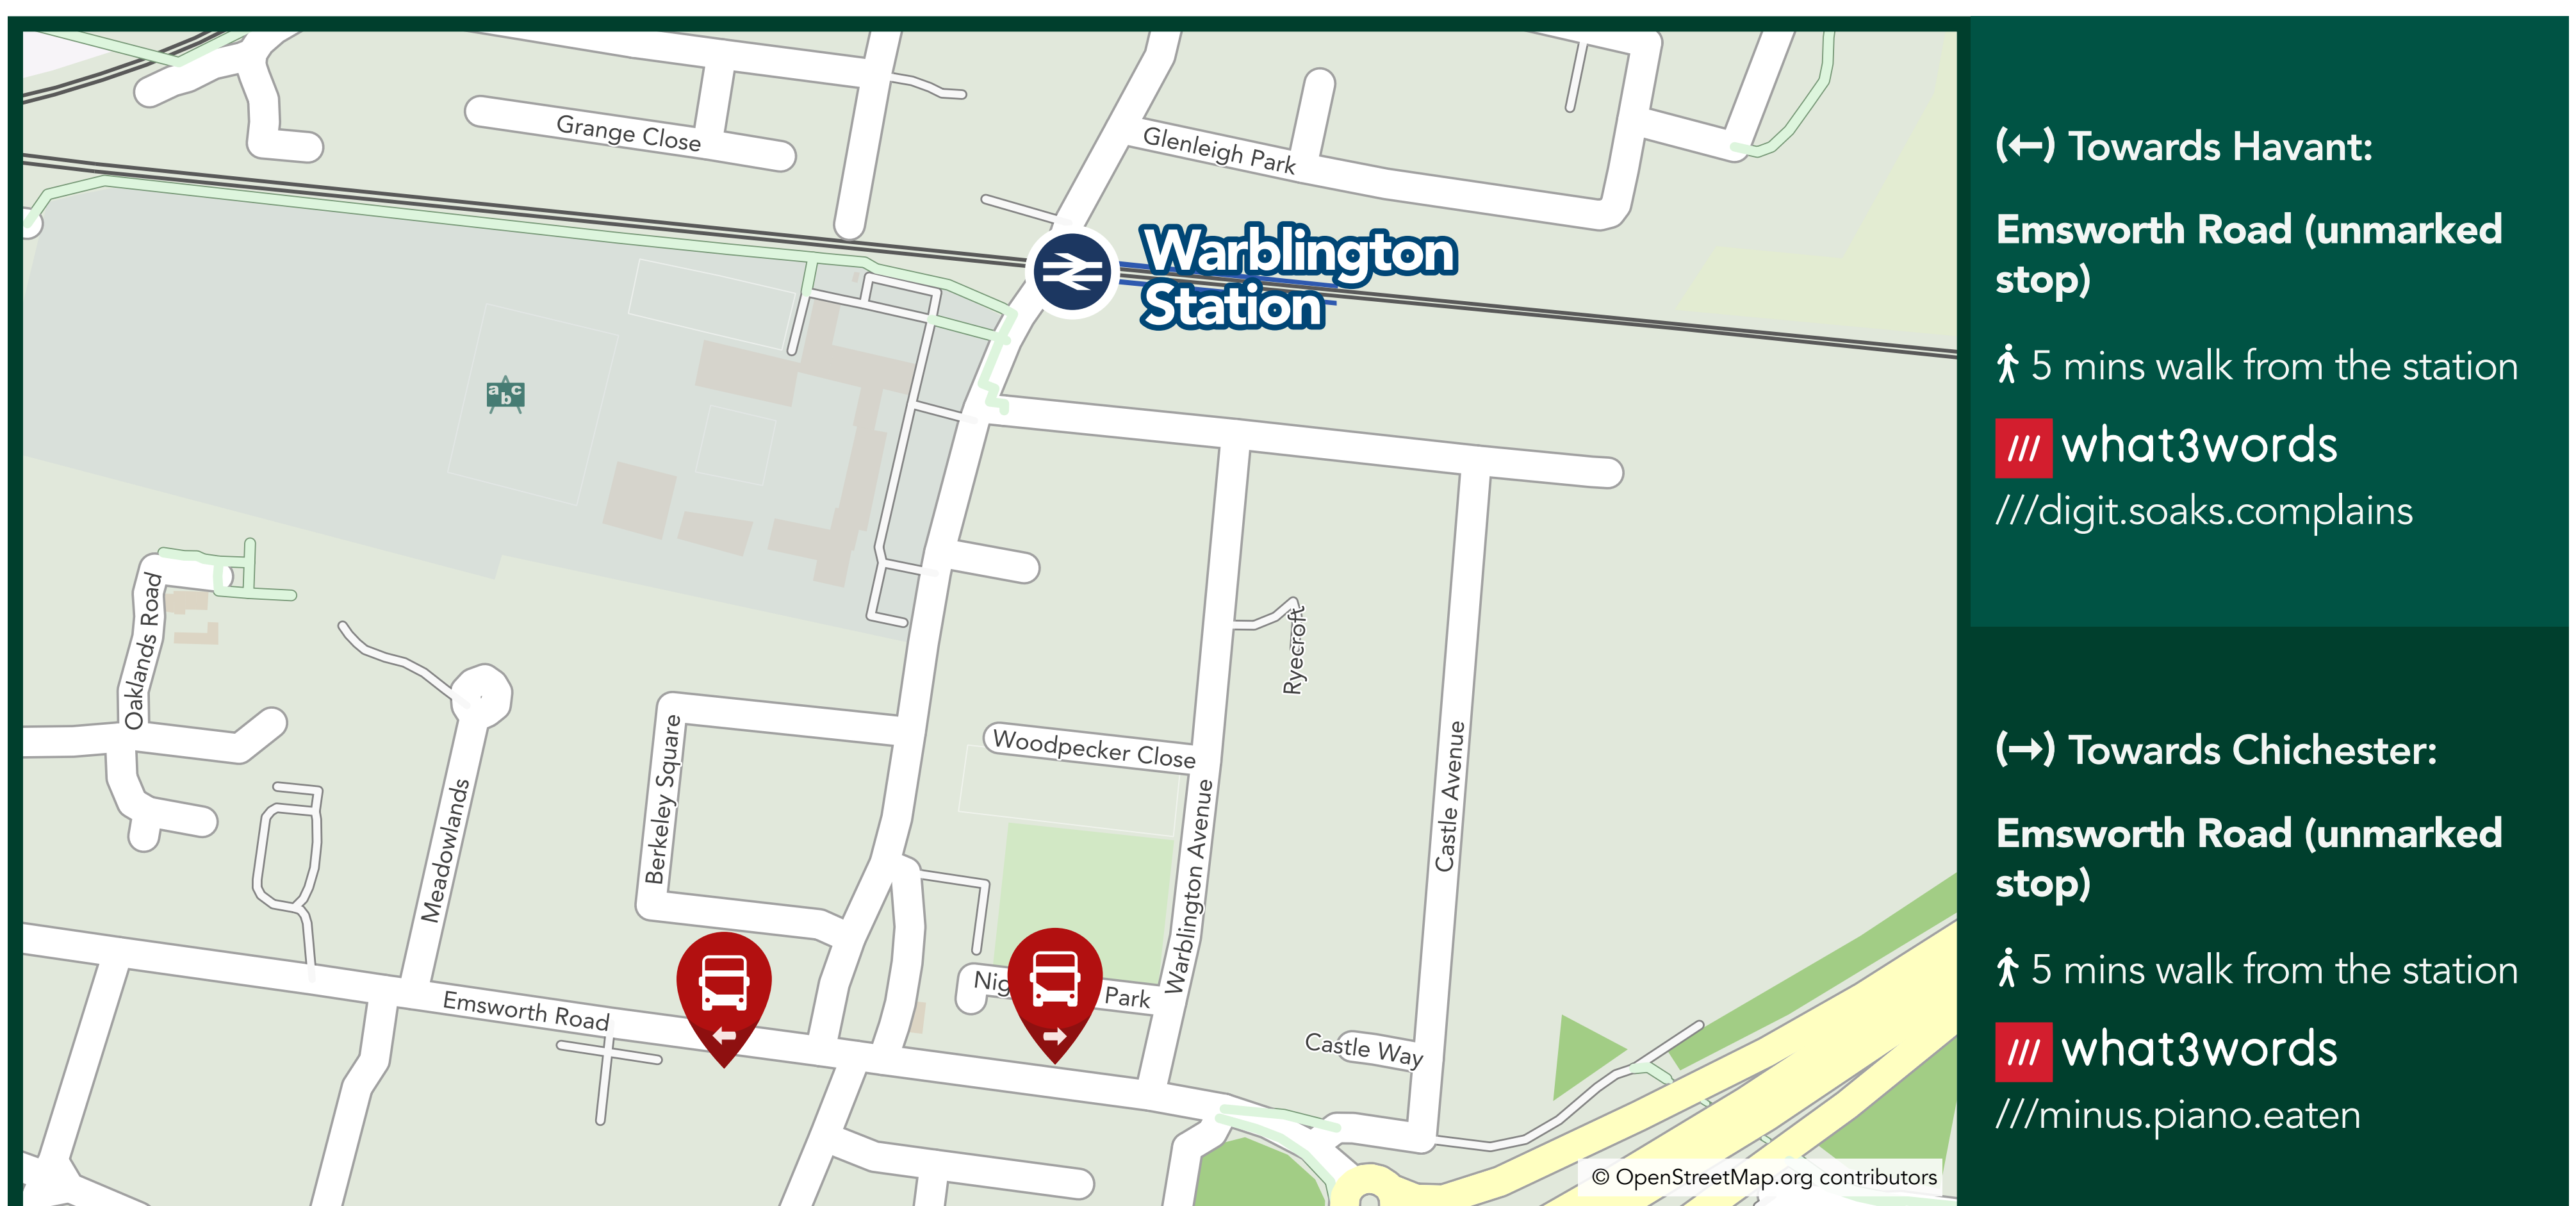 Grange Close
Glenleigh Park
Warblington
Station
abc
Oaklands Road
Ryecroft
Woodpecker Close
Berkeley Square
Meadowlands
Castle Avenue
Warblington Avenue
Park
Emsworth Road
Castle Way
© OpenStreetMap.org contributors
(←) Towards Havant:
Emsworth Road (unmarked
stop)
5 mins walk from the station
/// what3words
///digit.soaks.complains
(→) Towards Chichester:
Emsworth Road (unmarked
stop)
5 mins walk from the station
/// what3words
///minus.piano.eaten